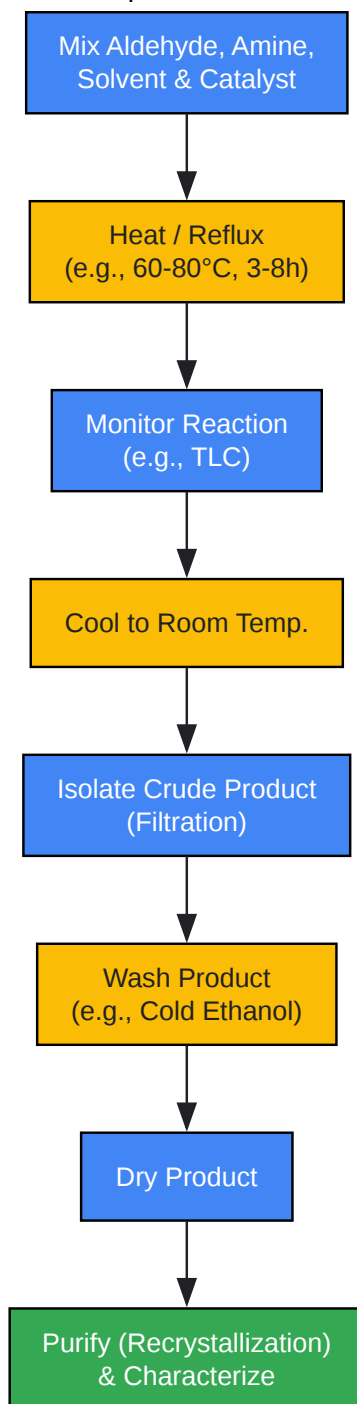 Mix Aldehyde, Amine,
Solvent & Catalyst
Heat / Reflux
(e.g., 60-80°C, 3-8h)
Monitor Reaction
(e.g., TLC)
Cool to Room Temp.
Isolate Crude Product
(Filtration)
Wash Product
(e.g., Cold Ethanol)
Dry Product
Purify (Recrystallization)
& Characterize